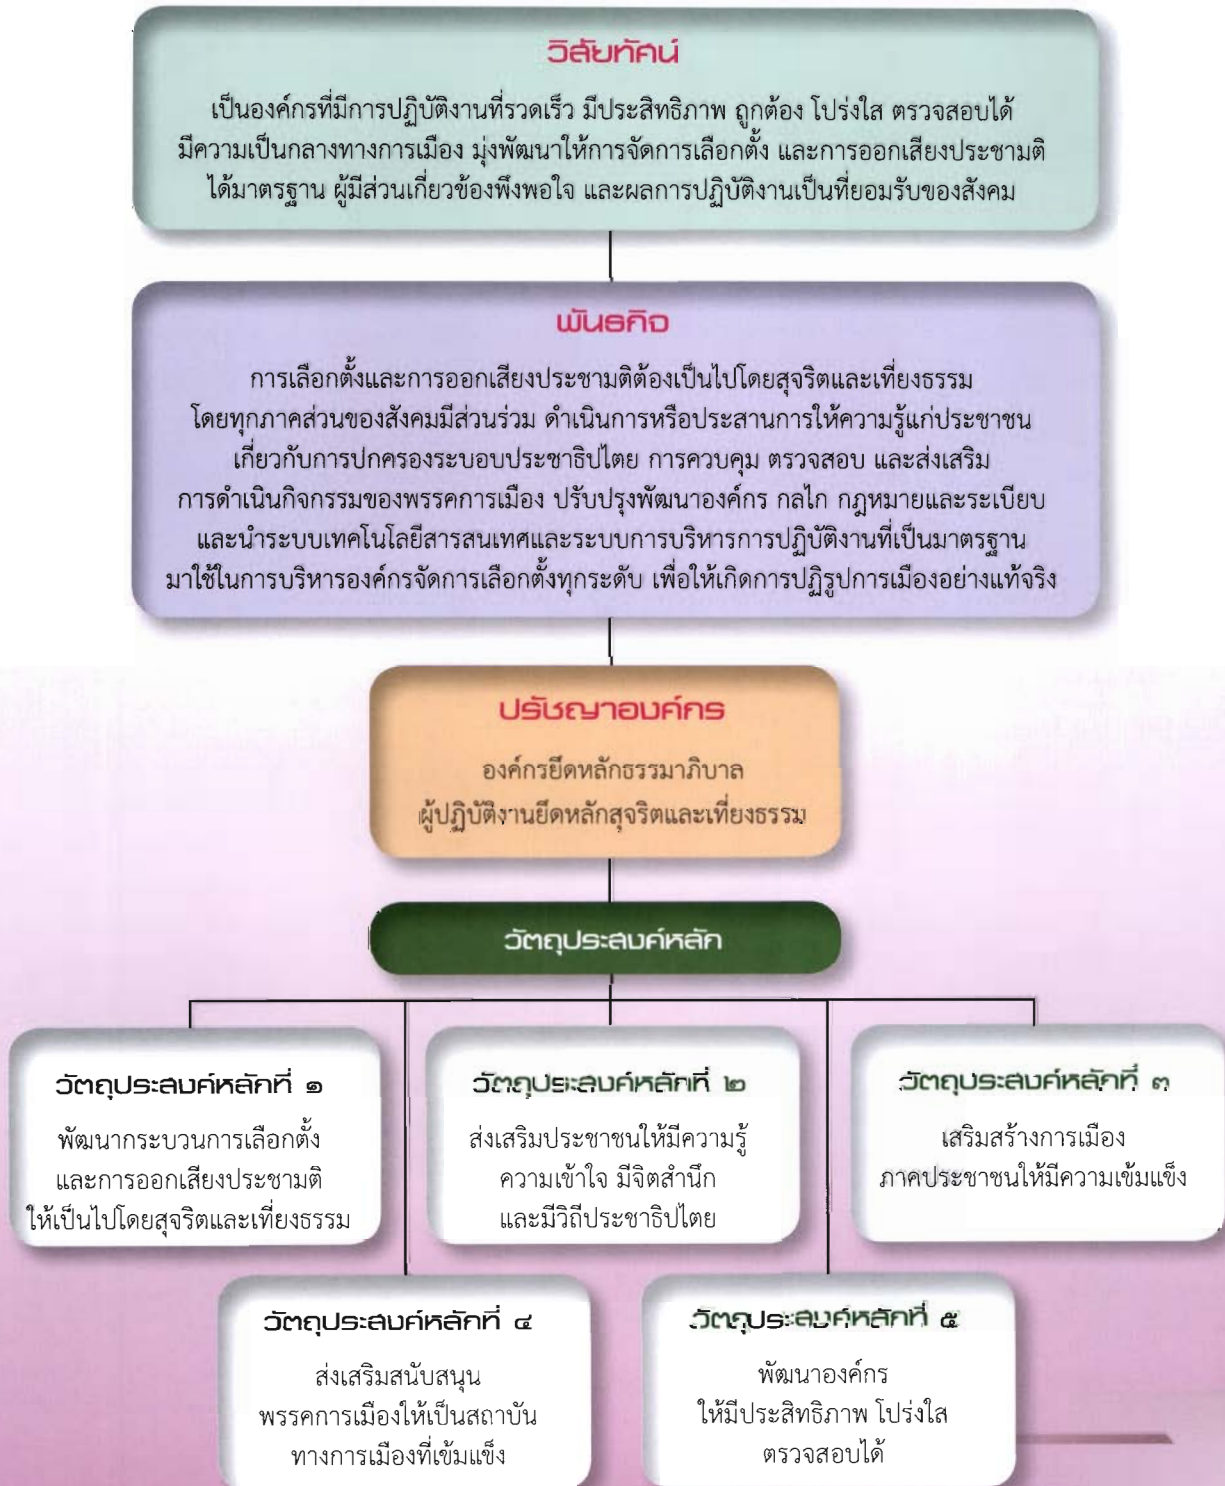 วิสัยทัศน์
เป็นองค์กรที่มีการปฏิบัติงานที่รวดเร็ว มีประสิทธิภาพ ถูกต้อง โปร่งใส ตรวจสอบได้
มีความเป็นกลางทางการเมือง มุ่งพัฒนาให้การจัดการเลือกตั้ง และการออกเสียงประชามติ
ได้มาตรฐาน ผู้มีส่วนเกี่ยวข้องพึงพอใจ และผลการปฏิบัติงานเป็นที่ยอมรับของสังคม
พันธกิจ
การเลือกตั้งและการออกเสียงประชามติต้องเป็นไปโดยสุจริตและเที่ยงธรรม
โดยทุกภาคส่วนของสังคมมีส่วนร่วม ดำเนินการหรือประสานการให้ความรู้แก่ประชาชน
เกี่ยวกับการปกครองระบอบประชาธิปไตย การควบคุม ตรวจสอบ และส่งเสริม
การดำเนินกิจกรรมของพรรคการเมือง ปรับปรุงพัฒนาองค์กร กลไก กฎหมายและระเบียบ
และนำระบบเทคโนโลยีสารสนเทศและระบบการบริหารการปฏิบัติงานที่เป็นมาตรฐาน
มาใช้ในการบริหารองค์กรจัดการเลือกตั้งทุกระดับ เพื่อให้เกิดการปฏิรูปการเมืองอย่างแท้จริง
ปรัชญาองค์กร
องค์กรยึดหลักธรรมาภิบาล
ผู้ปฏิบัติงานยึดหลักสุจริตและเที่ยงธรรม
วัตถุประสงค์หลัก
วัตถุประสงค์หลักที่ ๑
พัฒนากระบวนการเลือกตั้ง
และการออกเสียงประชามติ
ให้เป็นไปโดยสุจริตและเที่ยงธรรม
วัตถุประสงค์หลักที่ ๒
ส่งเสริมประชาชนให้มีความรู้
ความเข้าใจ มีจิตสำนึก
และมีวิถีประชาธิปไตย
วัตถุประสงค์หลักที่ ๓
เสริมสร้างการเมือง
ภาคประชาชนให้มีความเข้มแข็ง
วัตถุประสงค์หลักที่ ๔
ส่งเสริมสนับสนุน
พรรคการเมืองให้เป็นสถาบัน
ทางการเมืองที่เข้มแข็ง
วัตถุประสงค์หลักที่ ๕
พัฒนาองค์กร
ให้มีประสิทธิภาพ โปร่งใส
ตรวจสอบได้